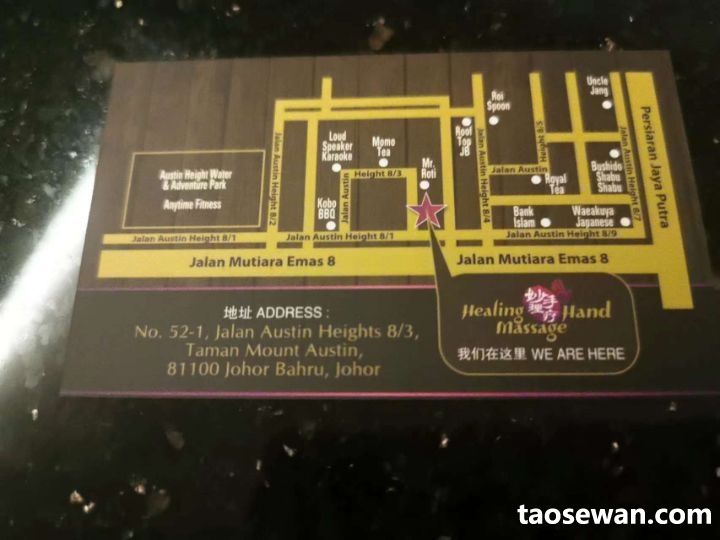 Uncle
Jang
Roi
Spoon
Persiaran Jaya Putra
Loud
Speaker
Karaoke
Momo
Tea
Roof
Top
JB
Jalan Austin Height 8/2
Jalan Austin
Height 8/3
Mr.
Roti
Jalan Austin Height 8/4
Jalan Austin
Height 8/5
Royal
Tea
Bushido
Shabu
Shabu
Jalan Austin Height 8/7
Austin Height Water
& Adventure Park
Anytime Fitness
Kobo
BBQ
Bank
Islam
Waeakuya
Japanese
Jalan Austin Height 8/1
Jalan Austin Height 8/1
Jalan Austin Height 8/9
Jalan Mutiara Emas 8
Jalan Mutiara Emas 8
妙手理疗
Healing Hand
Massage
我们在这里 WE ARE HERE
地址 ADDRESS :
No. 52-1, Jalan Austin Heights 8/3,
Taman Mount Austin,
81100 Johor Bahru, Johor
taosewan.com